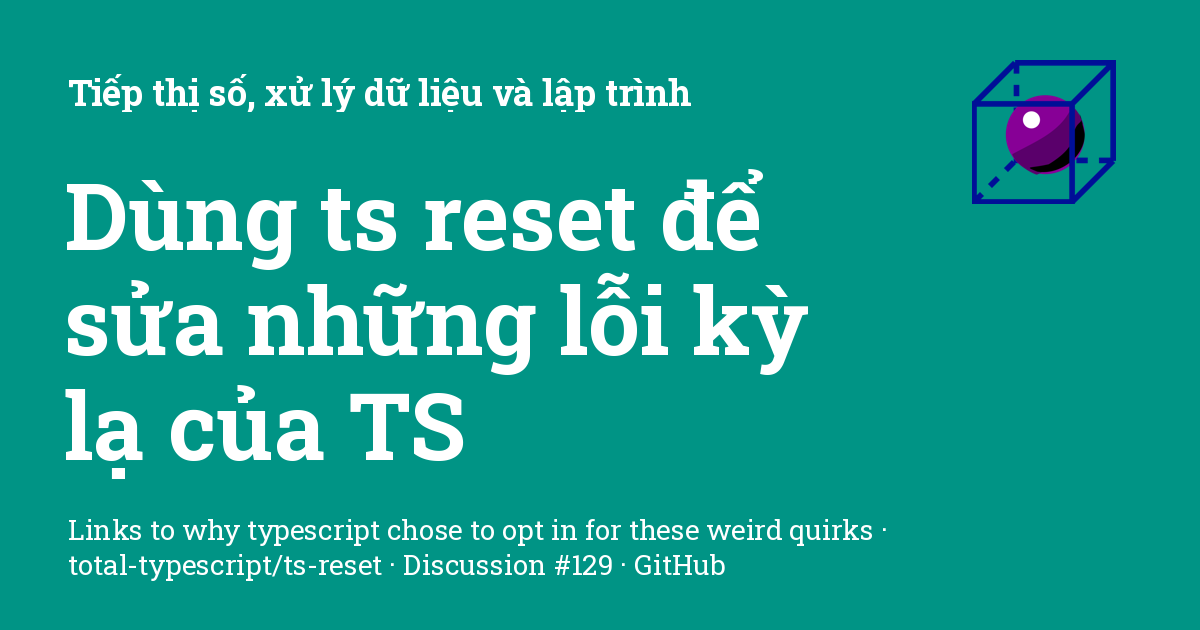 Tiếp thị số, xử lý dữ liệu và lập trình
Dùng ts reset để
sửa những lỗi kỳ
lạ của TS
Links to why typescript chose to opt in for these weird quirks ·
total-typescript/ts-reset · Discussion #129 · GitHub